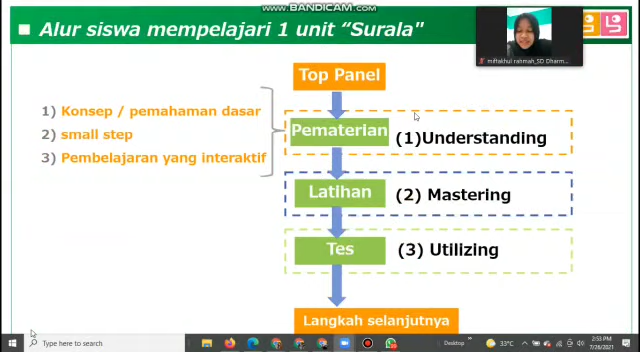 WWW.BANDICAM.COM
Alur siswa mempelajari 1 unit “Surala"
miftakhul rahmah_SD Dharm...
Top Panel
1) Konsep / pemahaman dasar
2) small step
3) Pembelajaran yang interaktif
Pematerian
(1)Understanding
Latihan
(2) Mastering
Tes
(3) Utilizing
Langkah selanjutnya
Type here to search
Desktop
33°C
2:53 PM
7/28/2021